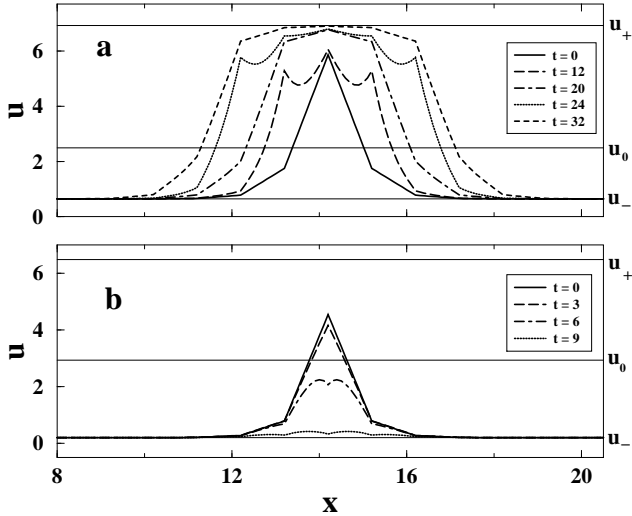 a
u
6
4
2
0
u+
u0
u−
t = 0
t = 12
t = 20
t = 24
t = 32
b
u
6
4
2
0
u+
u0
u−
t = 0
t = 3
t = 6
t = 9
8 12 16 20
x